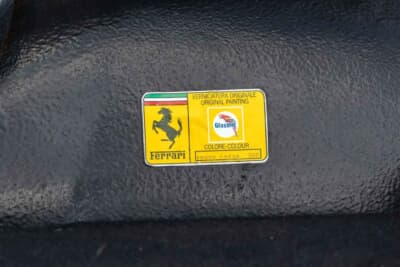 VERNICIATURA ORIGINALE
ORIGINAL PAINTING
Glasurit
COLORE-COLOUR
Ferrari